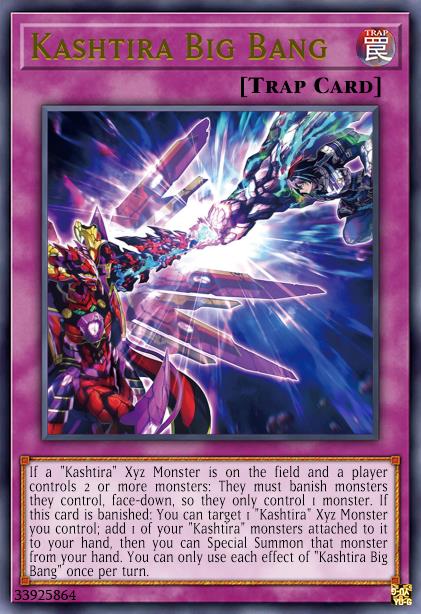 Kashtira Big Bang
TRAP
罠
[Trap Card]
If a "Kashtira" Xyz Monster is on the field and a player
controls 2 or more monsters: They must banish monsters
they control, face-down, so they only control 1 monster. If
this card is banished: You can target 1 "Kashtira" Xyz Monster
you control; add 1 of your "Kashtira" monsters attached to it
to your hand, then you can Special Summon that
monster from your hand. You can only use each effect of "Kashtira Big
Bang" once per turn.
33925864